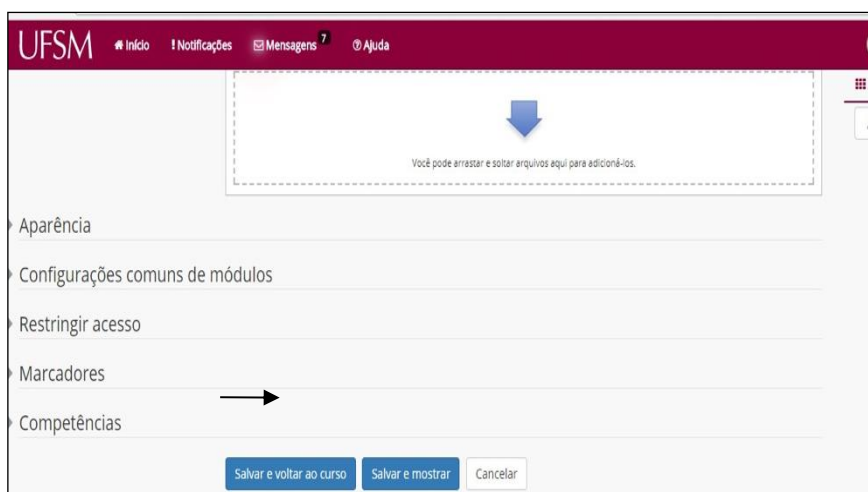 UFSM Início ! Notificações Mensagens 7 Ajuda
Você pode arrastar e soltar arquivos aqui para adicioná-los.
Aparência
Configurações comuns de módulos
Restringir acesso
Marcadores
Competências
Salvar e voltar ao curso Salvar e mostrar Cancelar